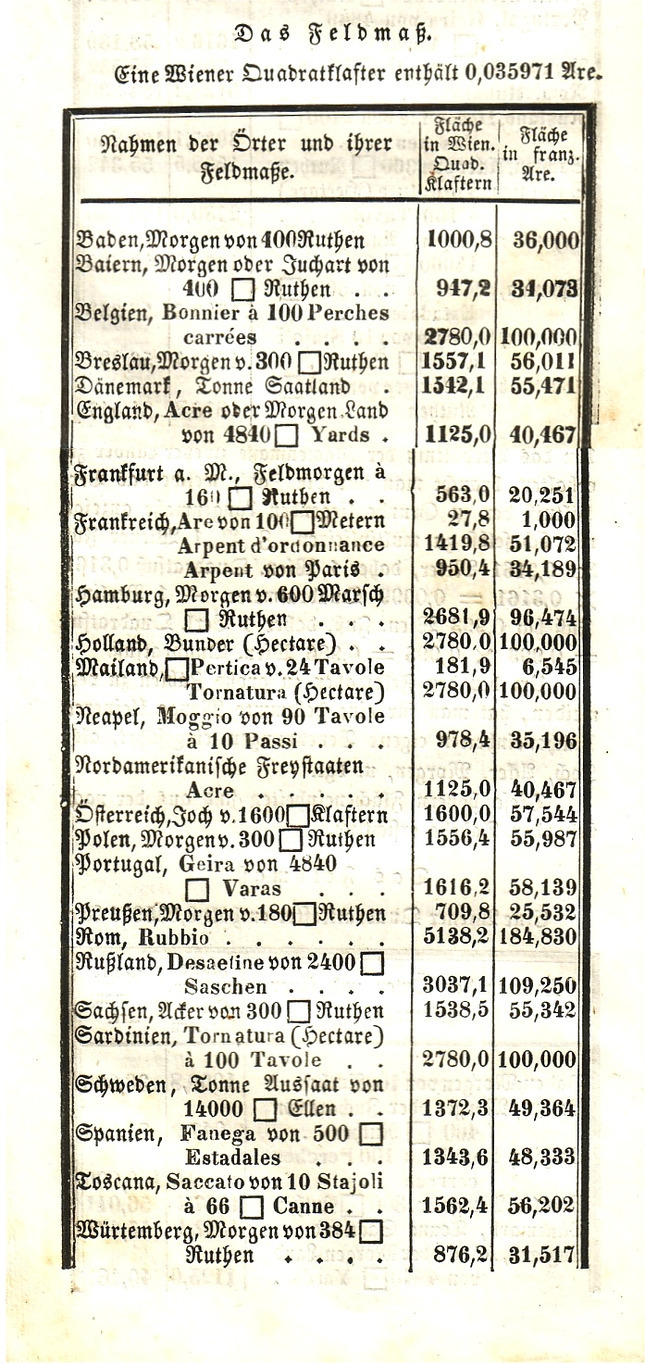 Das Feldmaß.
Eine Wiener Quadratklafter enthält 0,035971 Are.
Nahmen der Örter und ihrer Feldmaße.
Fläche in Wien. Quad. Klaftern
Fläche in franz. Are.
Baden, Morgen von 400 Ruthen 1000,8 36,000
Baiern, Morgen oder Juchart von
400 □ Ruthen . . 947,2 34,073
Belgien, Bonnier à 100 Perches
carrées . . . . 2780,0 100,000
Breslau, Morgen v. 300 □ Ruthen 1557,1 56,011
Dänemark, Tonne Saatland . 1542,1 55,471
England, Acre oder Morgen Land
von 4840 □ Yards . 1125,0 40,467
Frankfurt a. M., Feldmorgen à
160 □ Ruthen . . 563,0 20,251
Frankreich, Are von 100 □ Metern 27,8 1,000
Arpent d'ordonnance 1419,8 51,072
Arpent von Paris . 950,4 34,189
Hamburg, Morgen v. 600 Marsch
□ Ruthen . . . 2681,9 96,474
Holland, Bunder (Hectare) . . 2780,0 100,000
Mailand, □ Pertica v. 24 Tavole 181,9 6,545
Tornatura (Hectare) 2780,0 100,000
Neapel, Moggio von 90 Tavole
à 10 Passi . . . 978,4 35,196
Nordamerikanische Freystaaten
Acre . . . . . 1125,0 40,467
Österreich, Joch v. 1600 □ Klaftern 1600,0 57,544
Polen, Morgen v. 300 □ Ruthen 1556,4 55,987
Portugal, Geira von 4840
□ Varas . . . 1616,2 58,139
Preußen, Morgen v. 180 □ Ruthen 709,8 25,532
Rom, Rubbio . . . . . . 5138,2 184,830
Rußland, Desaetine von 2400 □
Saschen . . . . 3037,1 109,250
Sachsen, Acker von 300 □ Ruthen 1538,5 55,342
Sardinien, Tornatura (Hectare)
à 100 Tavole . . 2780,0 100,000
Schweden, Tonne Aussaat von
14000 □ Ellen . . 1372,3 49,364
Spanien, Fanega von 500 □
Estadales . . . 1343,6 48,333
Toscana, Saccato von 10 Stajoli
à 66 □ Canne . . 1562,4 56,202
Würtemberg, Morgen von 384 □
Ruthen . . . . 876,2 31,517